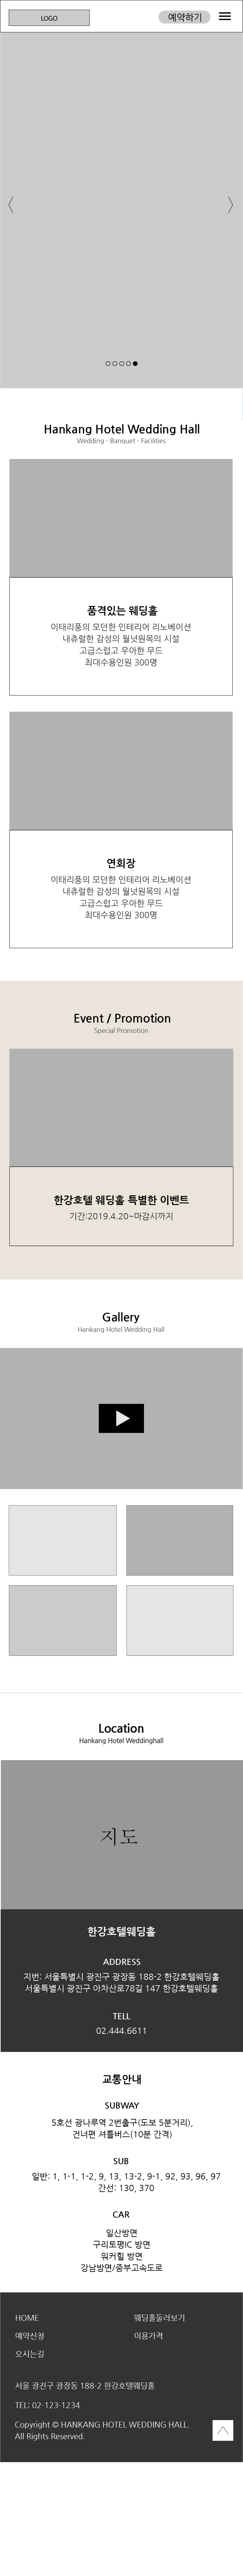 LOGO
예약하기
Hankang Hotel Wedding Hall
Wedding - Banquet - Facilities
품격있는 웨딩홀
이태리풍의 모던한 인테리어 리노베이션
내츄럴한 감성의 월넛원목의 시설
고급스럽고 우아한 무드
최대수용인원 300명
연회장
이태리풍의 모던한 인테리어 리노베이션
내츄럴한 감성의 월넛원목의 시설
고급스럽고 우아한 무드
최대수용인원 300명
Event / Promotion
Special Promotion
한강호텔 웨딩홀 특별한 이벤트
기간:2019.4.20~마감시까지
Gallery
Hankang Hotel Wedding Hall
Location
Hankang Hotel Weddinghall
지도
한강호텔웨딩홀
ADDRESS
지번: 서울특별시 광진구 광장동 188-2 한강호텔웨딩홀
서울특별시 광진구 아차산로78길 147 한강호텔웨딩홀
TELL
02.444.6611
교통안내
SUBWAY
5호선 광나루역 2번출구(도보 5분거리),
건너편 셔틀버스(10분 간격)
SUB
일반: 1, 1-1, 1-2, 9, 13, 13-2, 9-1, 92, 93, 96, 97
간선: 130, 370
CAR
일산방면
구리토평IC 방면
워커힐 방면
강남방면/중부고속도로
HOME
웨딩홀둘러보기
예약신청
이용가격
오시는길
서울 광진구 광장동 188-2 한강호텔웨딩홀
TEL: 02-123-1234
Copyright © HANKANG HOTEL WEDDING HALL.
All Rights Reserved.